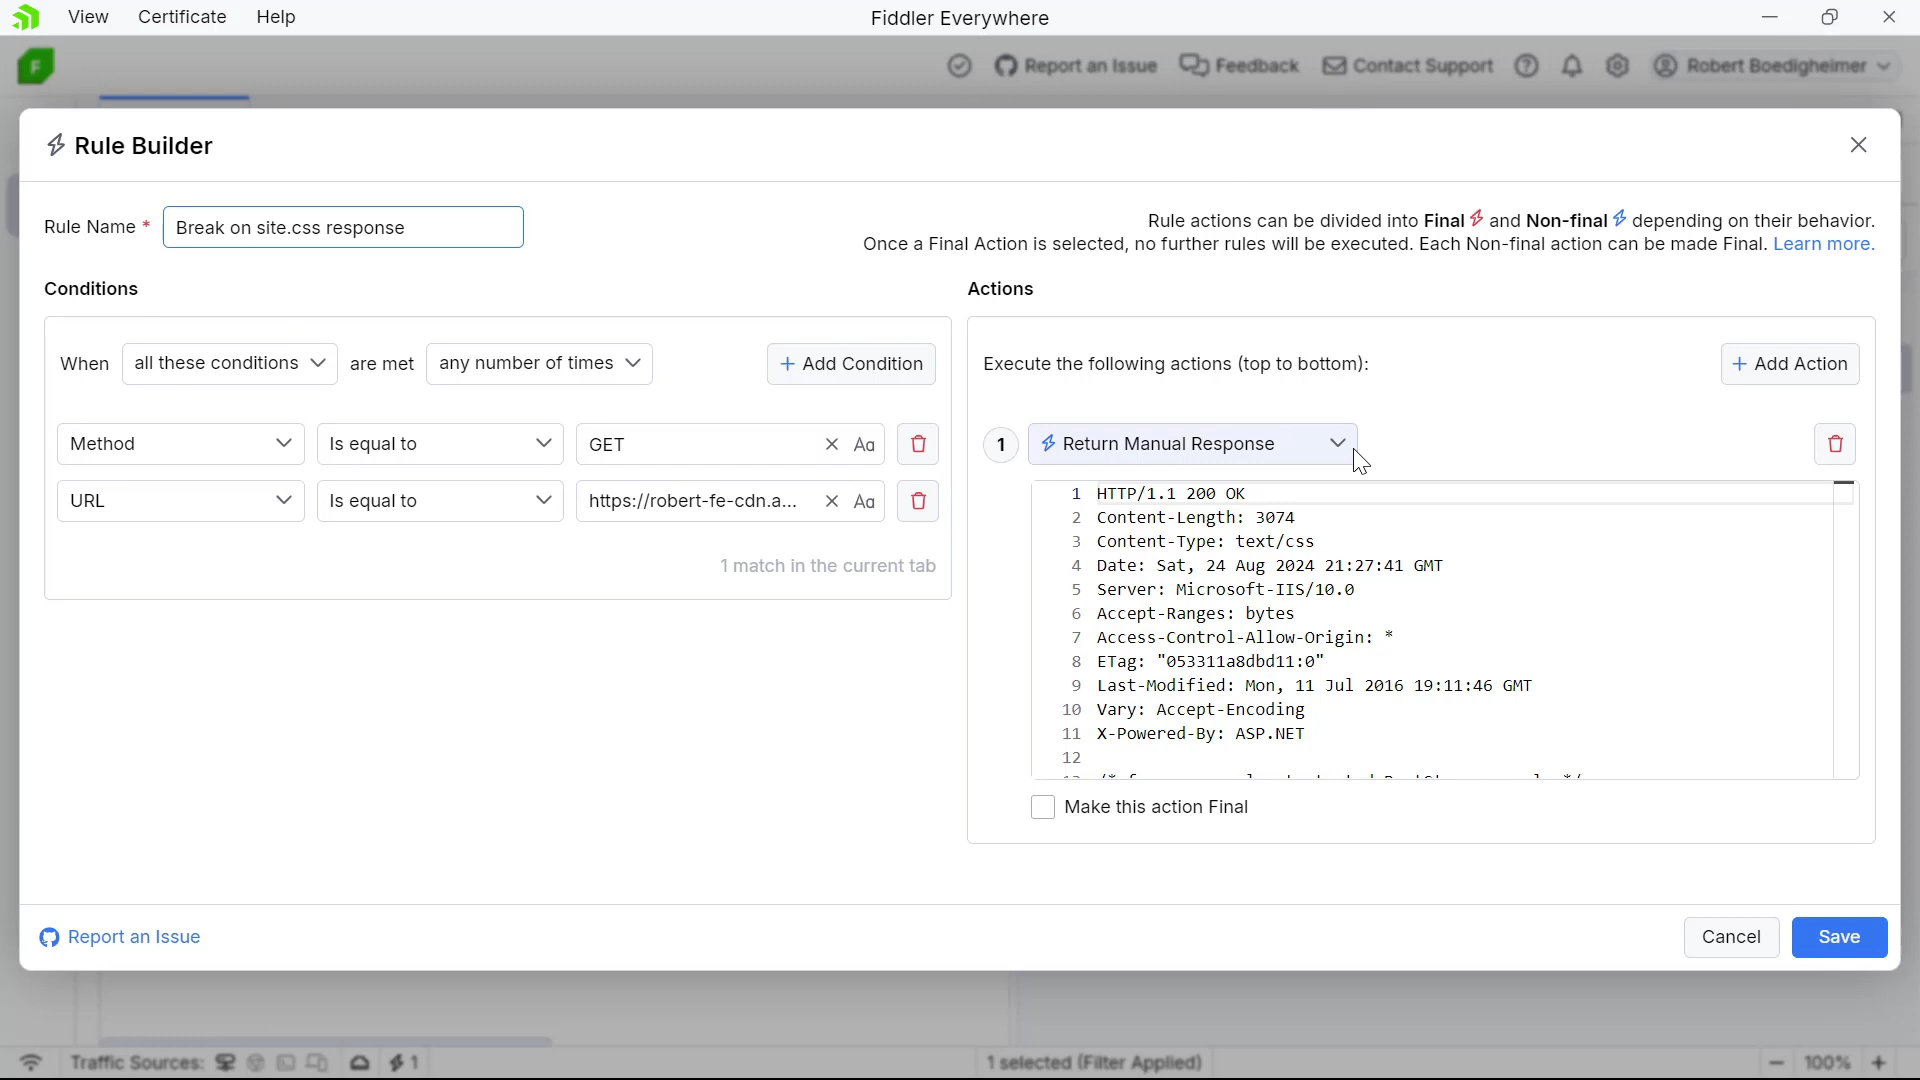 View Certificate Help
Fiddler Everywhere
F
Report an Issue Feedback Contact Support Robert Boedigheimer
Rule Builder
Rule Name * Break on site.css response
Rule actions can be divided into Final and Non-final depending on their behavior.
Once a Final Action is selected, no further rules will be executed. Each Non-final action can be made Final. Learn more.
Conditions
When all these conditions are met any number of times + Add Condition
Method Is equal to GET Aa
URL Is equal to https://robert-fe-cdn.a... Aa
1 match in the current tab
Actions
Execute the following actions (top to bottom): + Add Action
1 Return Manual Response
1 HTTP/1.1 200 OK
2 Content-Length: 3074
3 Content-Type: text/css
4 Date: Sat, 24 Aug 2024 21:27:41 GMT
5 Server: Microsoft-IIS/10.0
6 Accept-Ranges: bytes
7 Access-Control-Allow-Origin: *
8 ETag: "053311a8dbd11:0"
9 Last-Modified: Mon, 11 Jul 2016 19:11:46 GMT
10 Vary: Accept-Encoding
11 X-Powered-By: ASP.NET
12
Make this action Final
Report an Issue
Cancel Save
Traffic Sources: 1
1 selected (Filter Applied)
100%